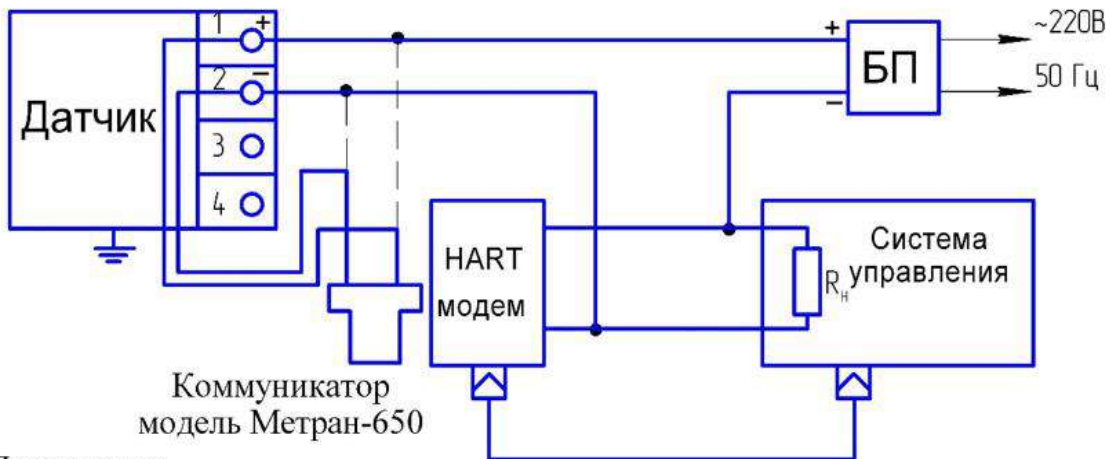 1 +
2 −
Датчик
3
4
+
−
БП
~220В
50 Гц
HART
модем
Система
управления
Rн
Коммуникатор
модель Метран-650